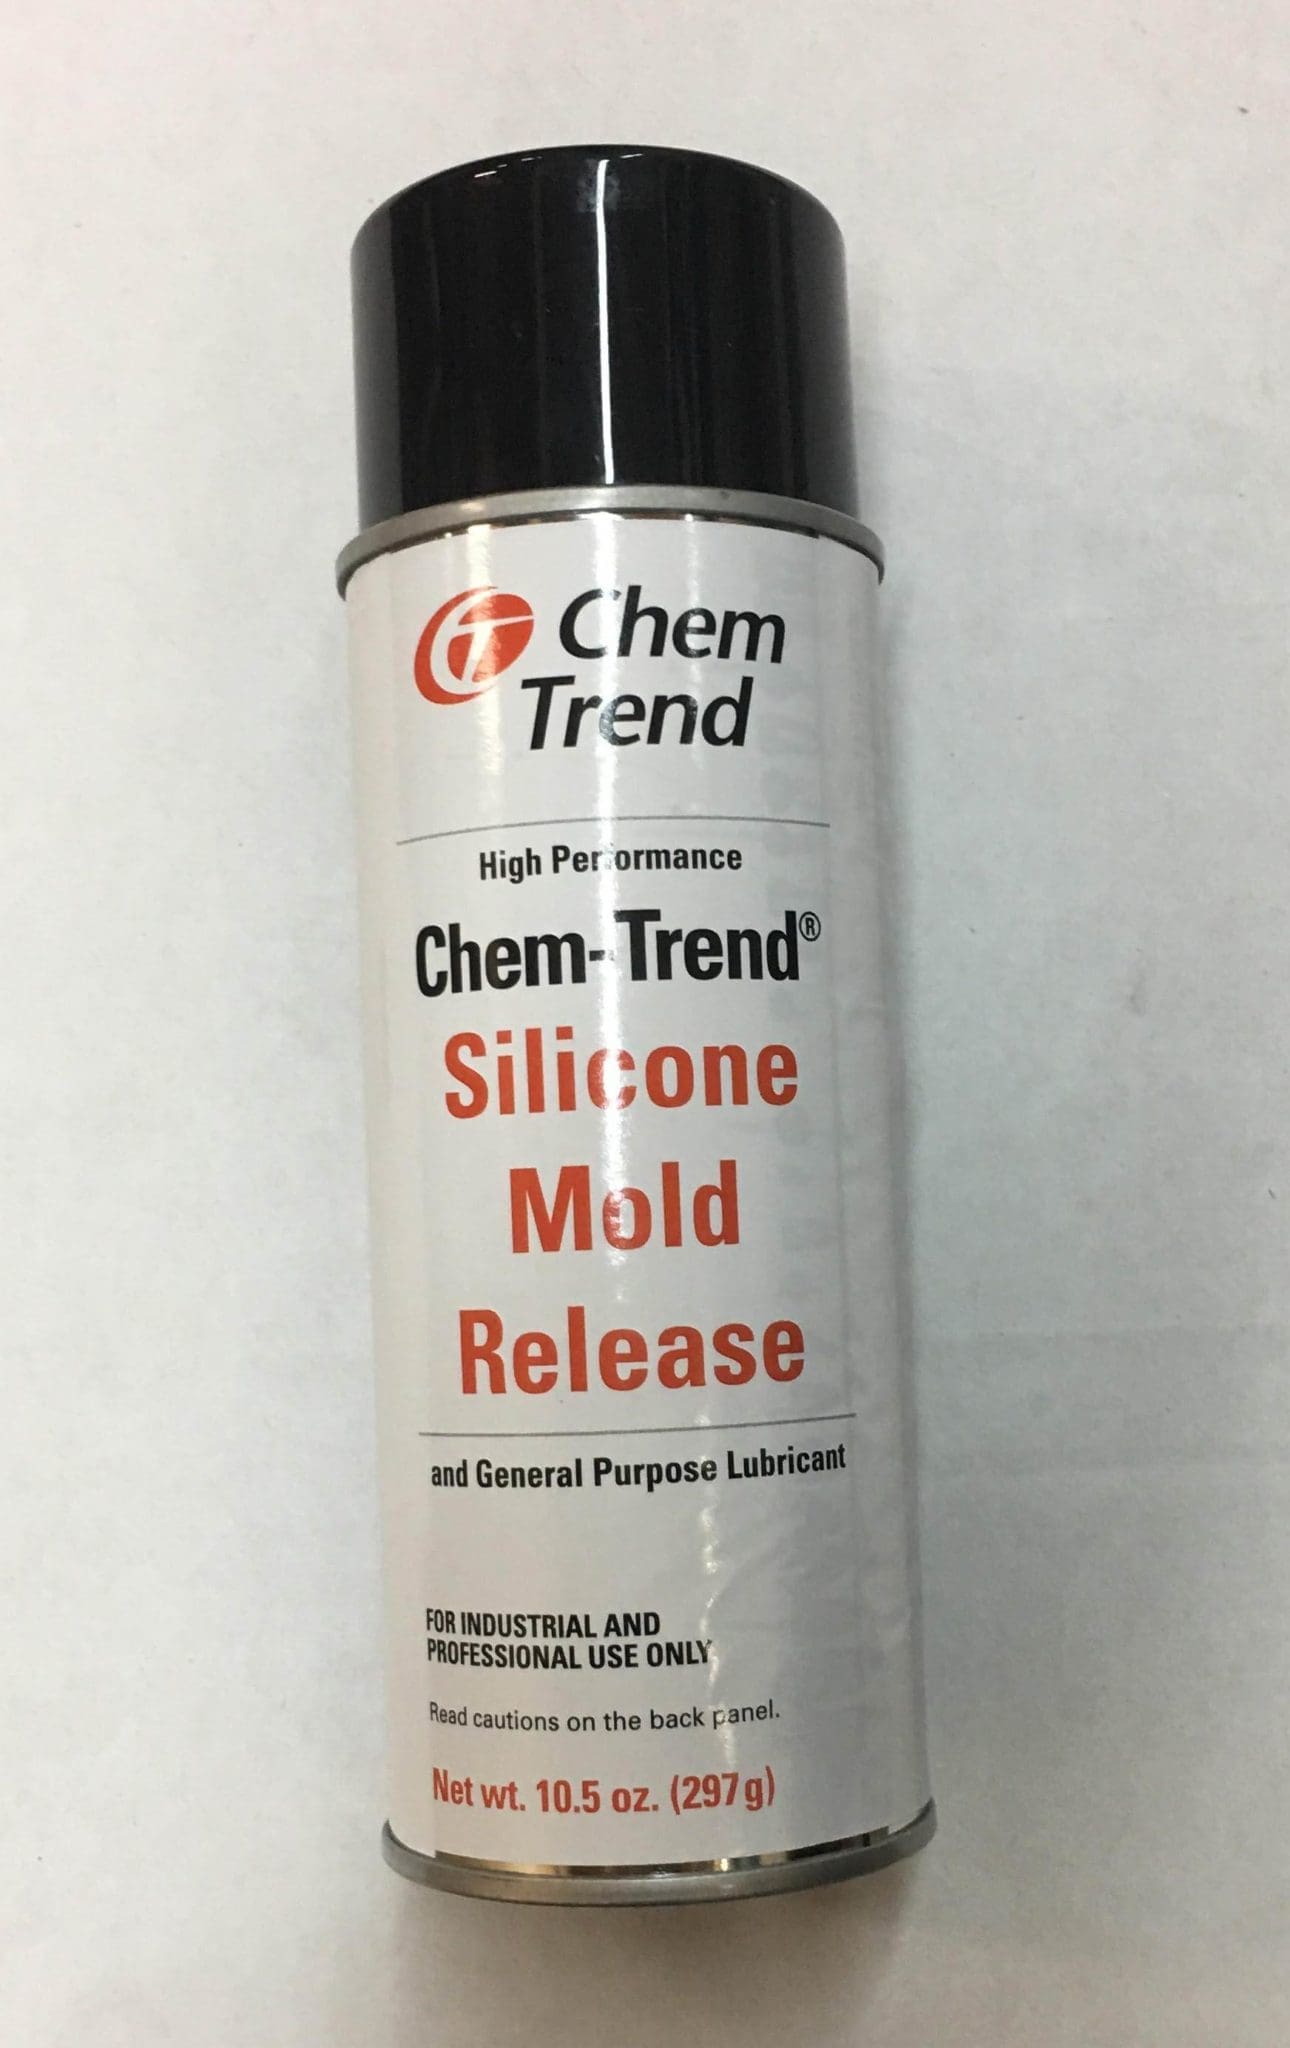 Chem
Trend
High Performance
Chem-Trend®
Silicone
Mold
Release
and General Purpose Lubricant
FOR INDUSTRIAL AND
PROFESSIONAL USE ONLY
Read cautions on the back panel.
Net wt. 10.5 oz. (297g)